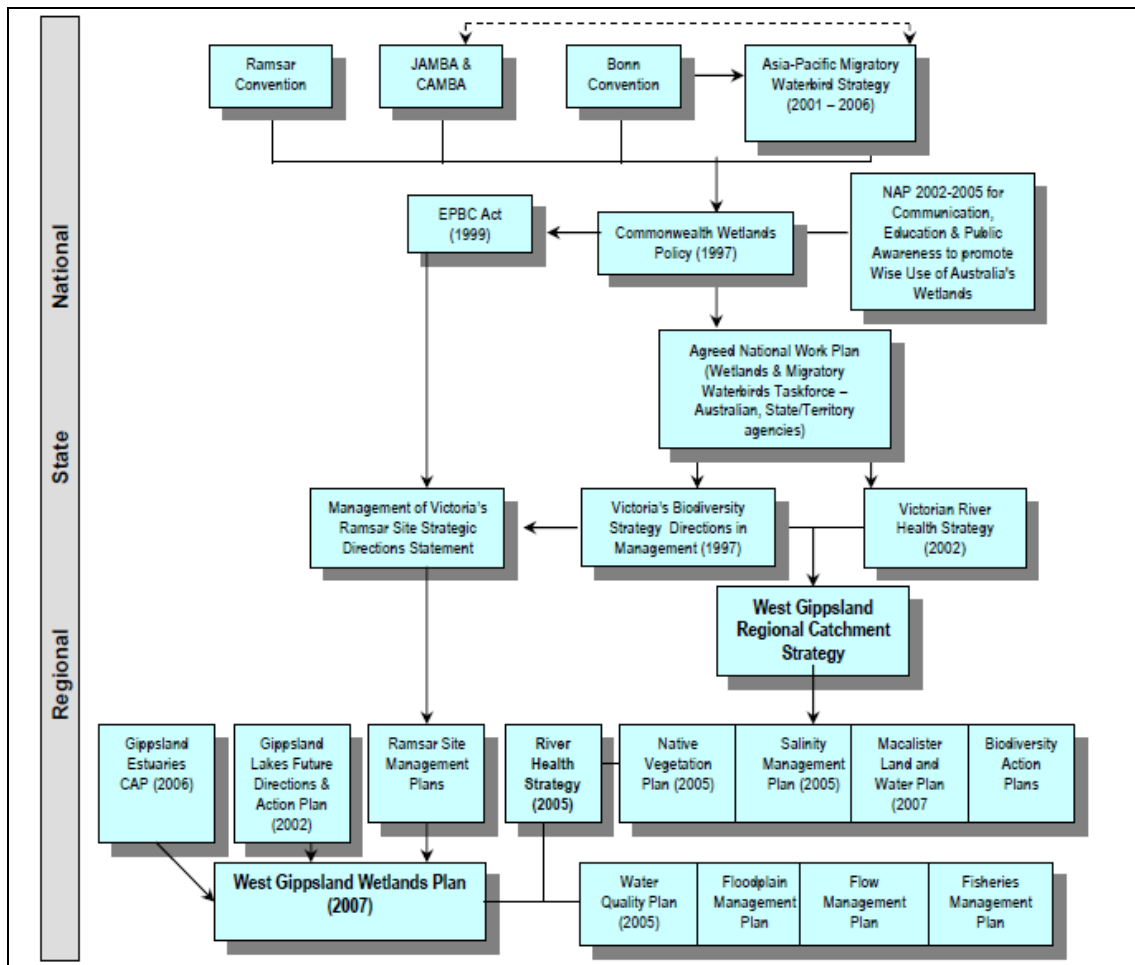 National
State
Regional
Ramsar
Convention
JAMBA &
CAMBA
Bonn
Convention
Asia-Pacific Migratory
Waterbird Strategy
(2001 – 2006)
EPBC Act
(1999)
Commonwealth Wetlands
Policy (1997)
NAP 2002-2005 for
Communication,
Education & Public
Awareness to promote
Wise Use of Australia's
Wetlands
Agreed National Work Plan
(Wetlands & Migratory
Waterbirds Taskforce –
Australian, State/Territory
agencies)
Management of Victoria's
Ramsar Site Strategic
Directions Statement
Victoria's Biodiversity
Strategy Directions in
Management (1997)
Victorian River
Health Strategy
(2002)
West Gippsland
Regional Catchment
Strategy
Gippsland
Estuaries
CAP (2006)
Gippsland
Lakes Future
Directions &
Action Plan
(2002)
Ramsar Site
Management
Plans
River
Health
Strategy
(2005)
Native
Vegetation
Plan (2005)
Salinity
Management
Plan (2005)
Macalister
Land and
Water Plan
(2007
Biodiversity
Action
Plans
West Gippsland Wetlands Plan
(2007)
Water
Quality Plan
(2005)
Floodplain
Management
Plan
Flow
Management
Plan
Fisheries
Management
Plan